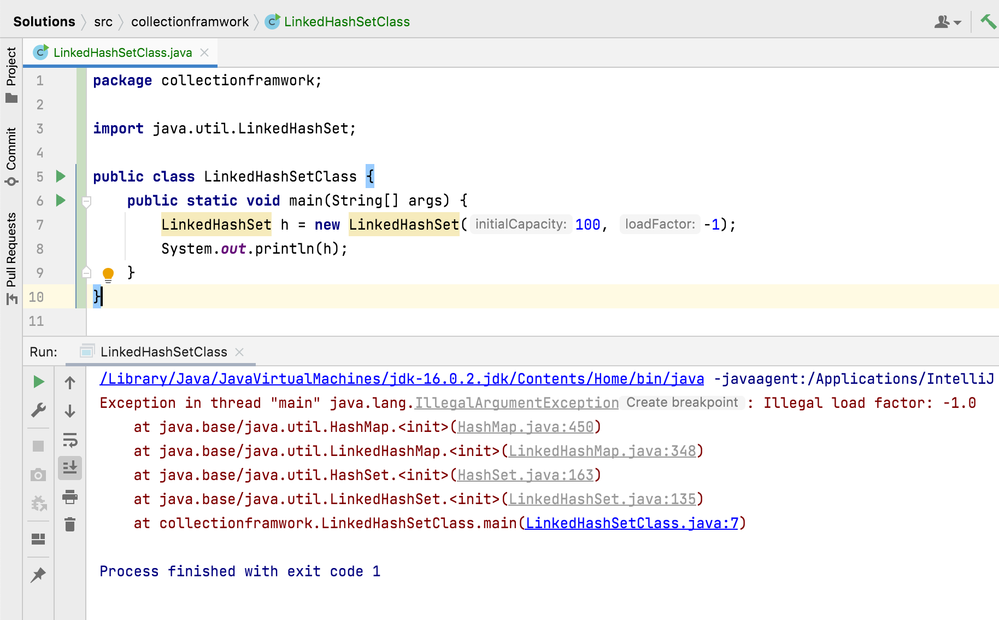 Solutions src collectionframwork LinkedHashSetClass
LinkedHashSetClass.java
Project
Commit
Pull Requests
1 package collectionframwork;
2
3 import java.util.LinkedHashSet;
4
5 public class LinkedHashSetClass {
6 public static void main(String[] args) {
7 LinkedHashSet h = new LinkedHashSet( initialCapacity: 100, loadFactor: -1);
8 System.out.println(h);
9 }
10 }
11
Run: LinkedHashSetClass
/Library/Java/JavaVirtualMachines/jdk-16.0.2.jdk/Contents/Home/bin/java -javaagent:/Applications/IntelliJ
Exception in thread "main" java.lang.IllegalArgumentException Create breakpoint : Illegal load factor: -1.0
at java.base/java.util.HashMap.<init>(HashMap.java:450)
at java.base/java.util.LinkedHashMap.<init>(LinkedHashMap.java:348)
at java.base/java.util.HashSet.<init>(HashSet.java:163)
at java.base/java.util.LinkedHashSet.<init>(LinkedHashSet.java:135)
at collectionframwork.LinkedHashSetClass.main(LinkedHashSetClass.java:7)
Process finished with exit code 1